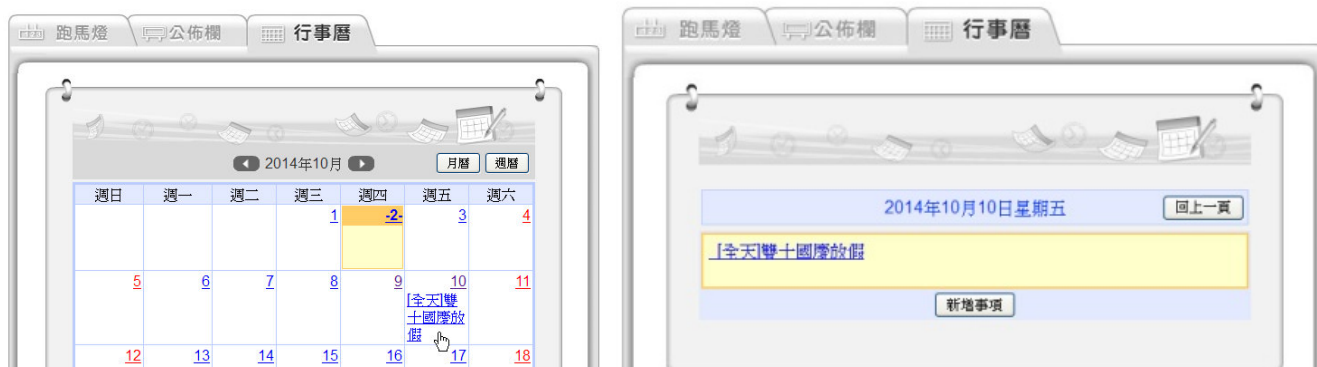 跑馬燈 公佈欄 行事曆
2014年10月 月曆 週曆
週日 週一 週二 週三 週四 週五 週六
1 -2- 3 4
5 6 7 8 9 10 11
[全天]雙
十國慶放
假
12 13 14 15 16 17 18
跑馬燈 公佈欄 行事曆
2014年10月10日星期五 回上一頁
[全天]雙十國慶放假
新增事項